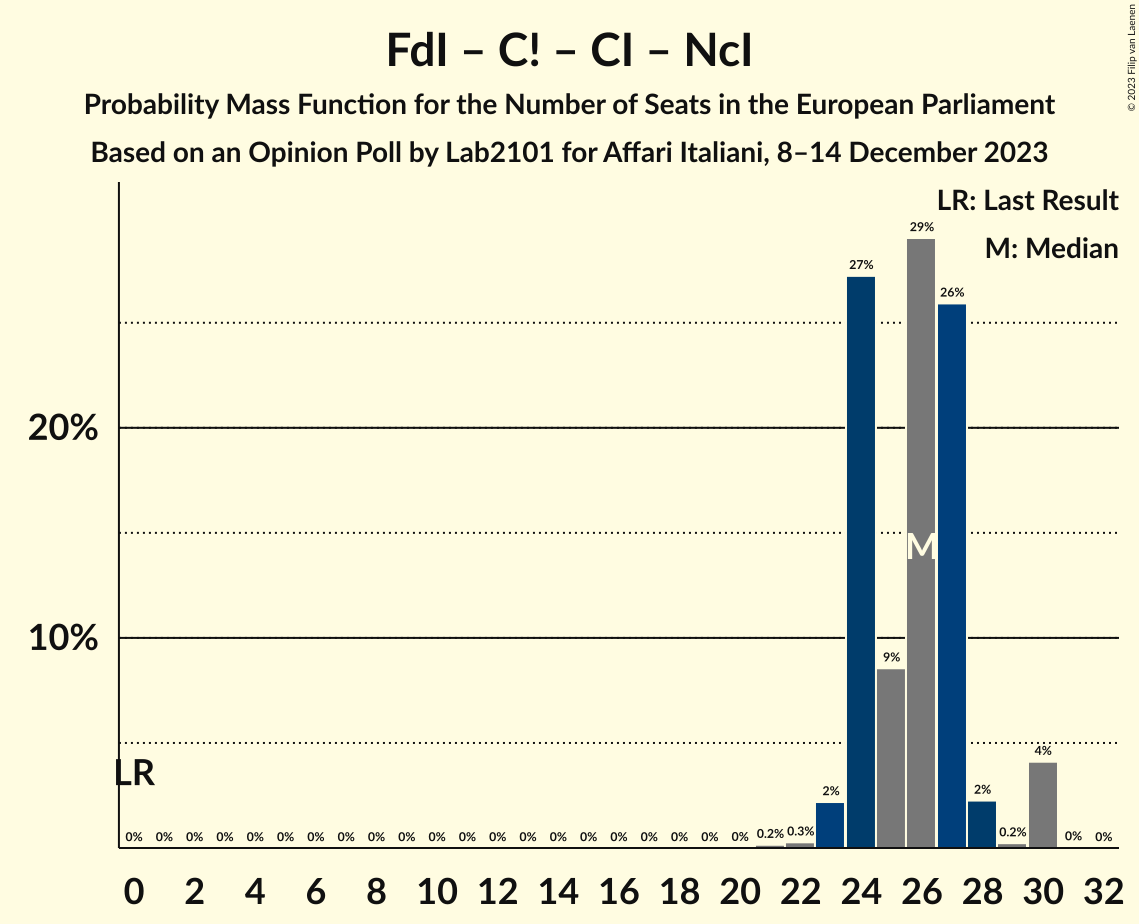 FdI – C! – CI – NcI
Probability Mass Function for the Number of Seats in the European Parliament
Based on an Opinion Poll by Lab2101 for Affari Italiani, 8–14 December 2023
© 2023 Filip van Laenen
LR: Last Result
M: Median
20%
10%
LR
M
0% 0% 0% 0% 0% 0% 0% 0% 0% 0% 0% 0% 0% 0% 0% 0% 0% 0% 0% 0% 0% 0.2% 0.3% 2% 27% 9% 29% 26% 2% 0.2% 4% 0% 0%
0 2 4 6 8 10 12 14 16 18 20 22 24 26 28 30 32